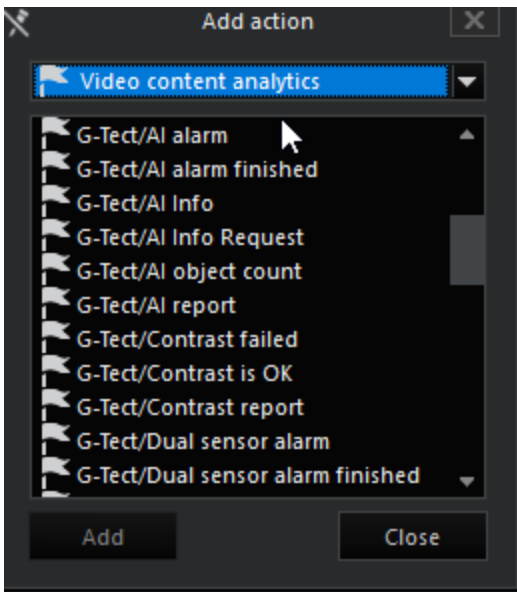 Add action
Video content analytics
G-Tect/AI alarm
G-Tect/AI alarm finished
G-Tect/AI Info
G-Tect/AI Info Request
G-Tect/AI object count
G-Tect/AI report
G-Tect/Contrast failed
G-Tect/Contrast is OK
G-Tect/Contrast report
G-Tect/Dual sensor alarm
G-Tect/Dual sensor alarm finished
Add
Close